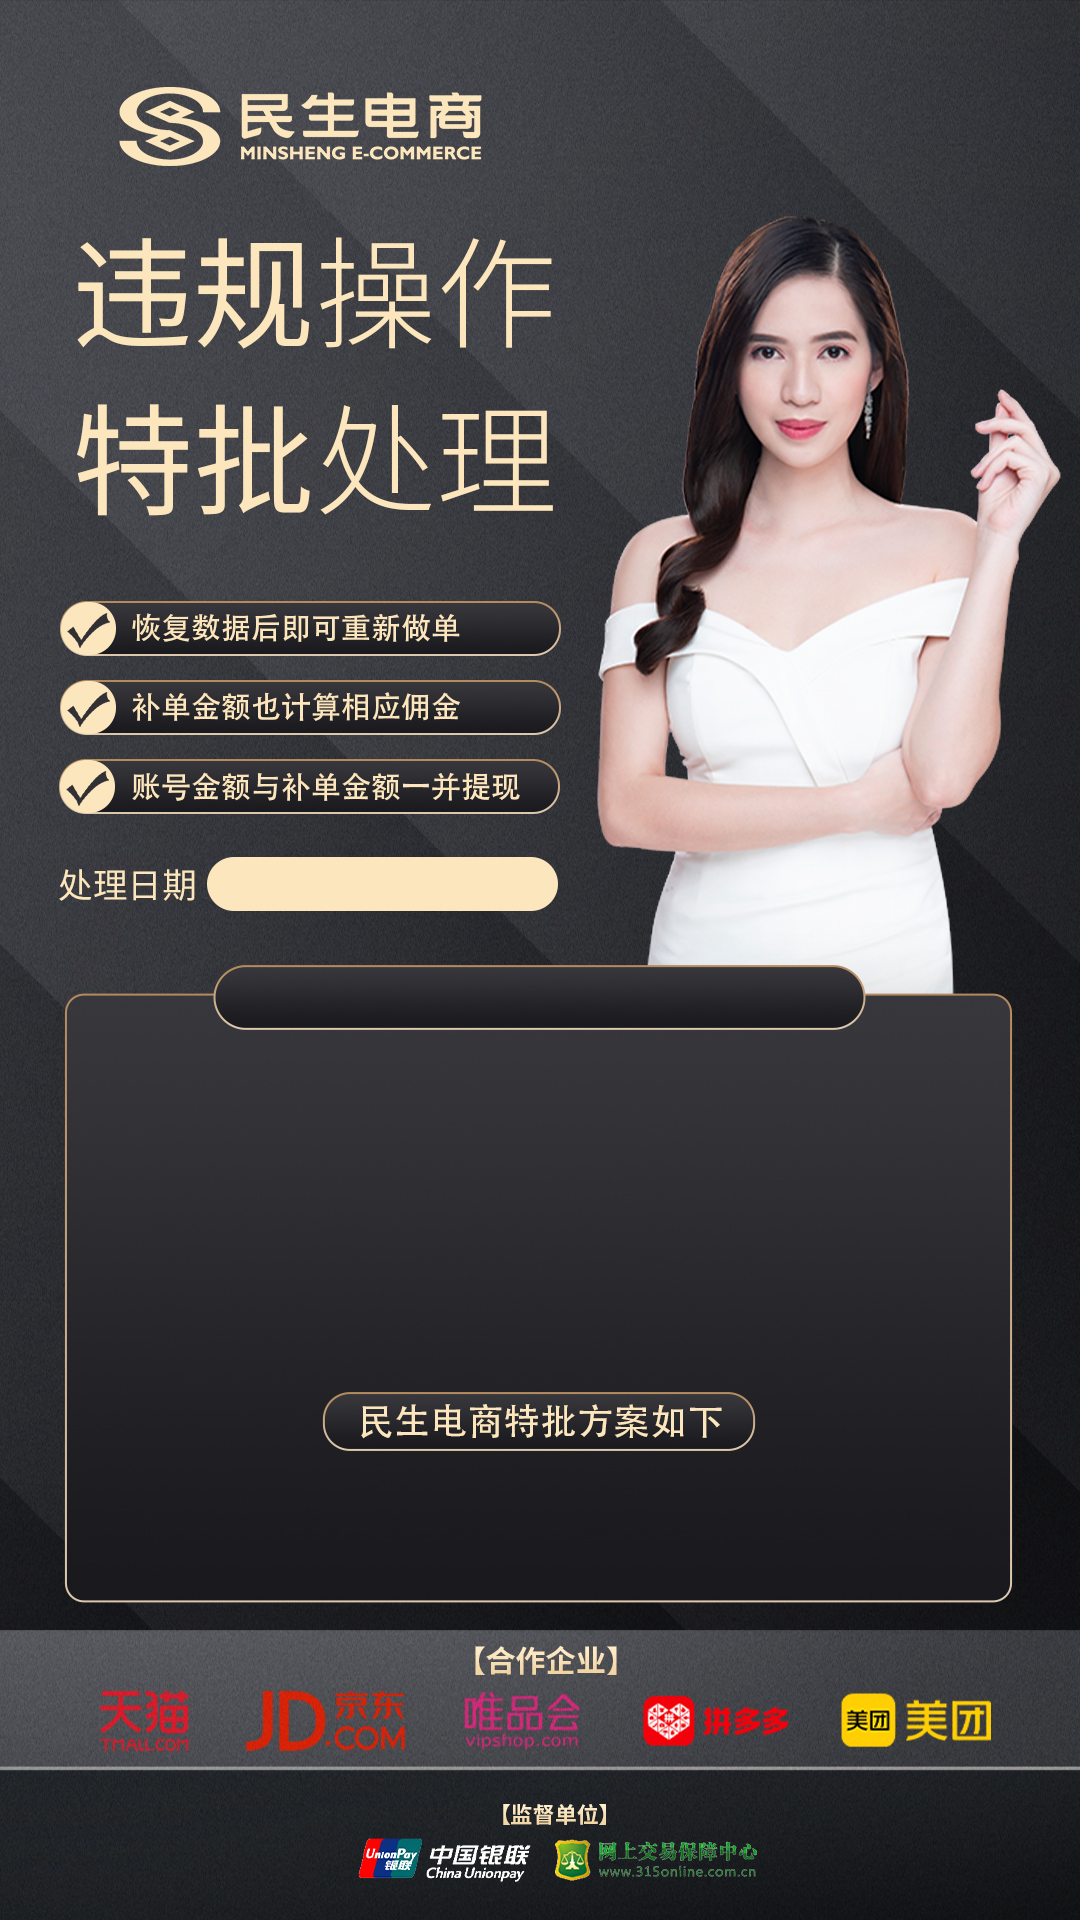 民生电商
MINSHENG E-COMMERCE
违规操作
特批处理
恢复数据后即可重新做单
补单金额也计算相应佣金
账号金额与补单金额一并提现
处理日期
民生电商特批方案如下
【合作企业】
天猫
TMALL.COM
JD.京东
.COM
唯品会
vipshop.com
拼多多
美团
美团
【监督单位】
UnionPay
银联
中国银联
China Unionpay
网上交易保障中心
www.315online.com.cn